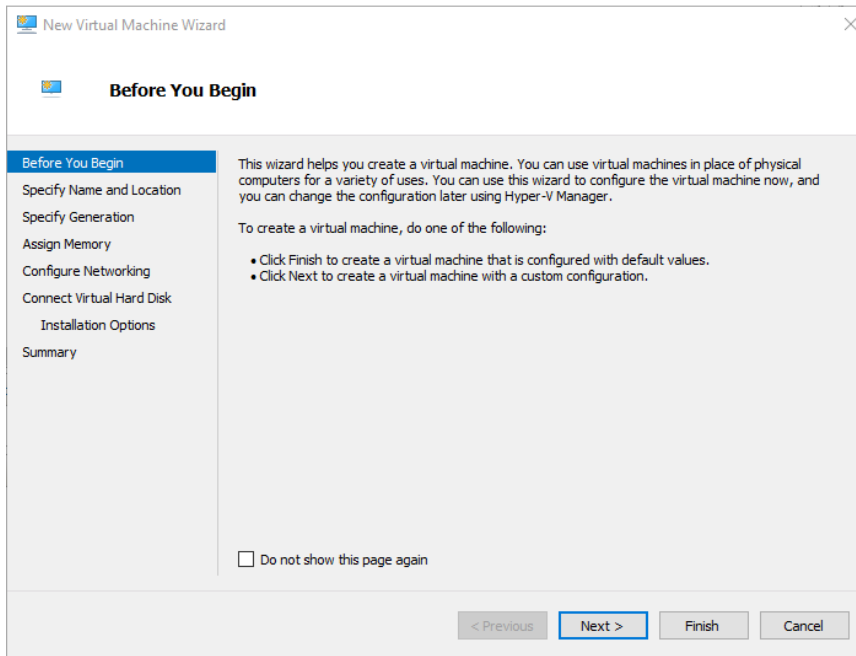 New Virtual Machine Wizard
Before You Begin
Before You Begin
Specify Name and Location
Specify Generation
Assign Memory
Configure Networking
Connect Virtual Hard Disk
Installation Options
Summary
This wizard helps you create a virtual machine. You can use virtual machines in place of physical
computers for a variety of uses. You can use this wizard to configure the virtual machine now, and
you can change the configuration later using Hyper-V Manager.
To create a virtual machine, do one of the following:
• Click Finish to create a virtual machine that is configured with default values.
• Click Next to create a virtual machine with a custom configuration.
Do not show this page again
< Previous
Next >
Finish
Cancel